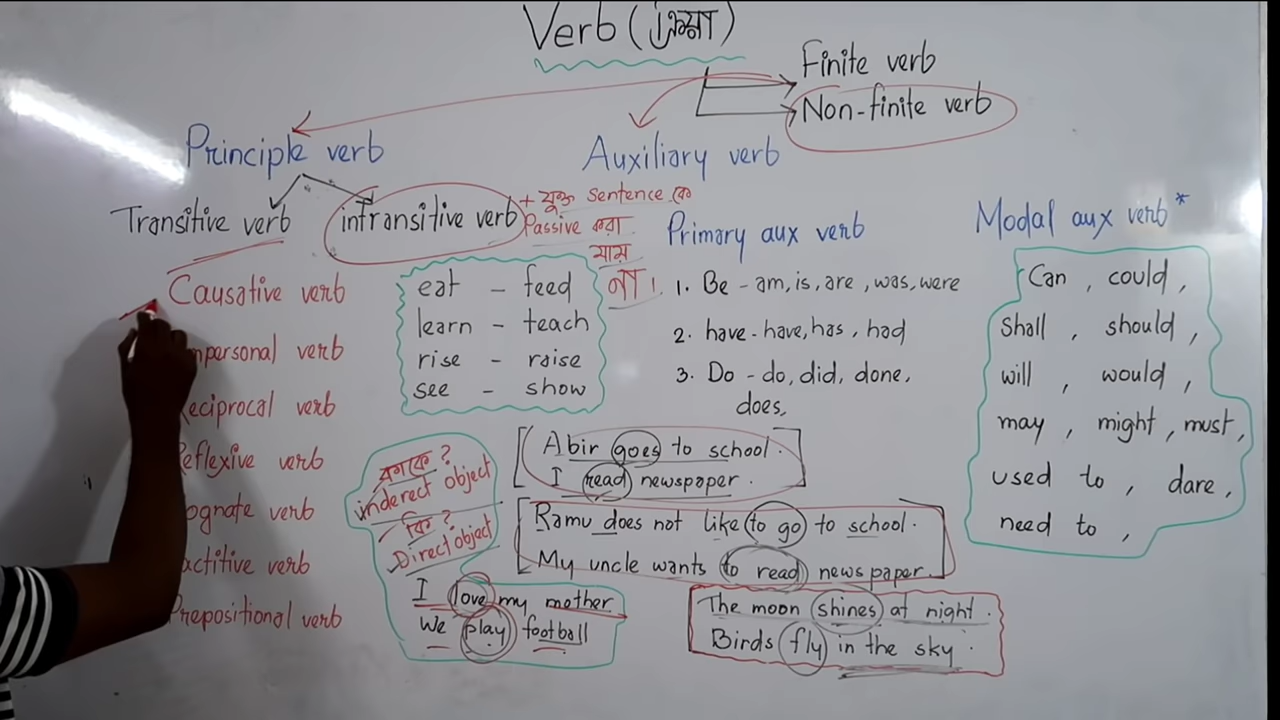 Verb (ক্রিয়া)
Finite verb
Non-finite verb
Principle verb
Auxiliary verb
Transitive verb
intransitive verb
+ যুক্ত Sentence কে
Passive করা
যায়
না।
Primary aux verb
1. Be - am, is, are, was, were
2. have - have, has, had
3. Do - do, did, done,
does,
Modal aux verb*
Can, could,
Shall, should,
will, would,
may, might, must,
used to, dare,
need to,
Causative verb
mpersonal verb
Reciprocal verb
Reflexive verb
ognate verb
actitive verb
Prepositional verb
eat - feed
learn - teach
rise - raise
see - show
কাকে?
inderect object
কি?
Direct object
I love my mother
We play football
[Abir goes to school.
I read newspaper.]
[Ramu does not like to go to school.
My uncle wants to read news paper]
The moon shines at night.
Birds fly in the sky.